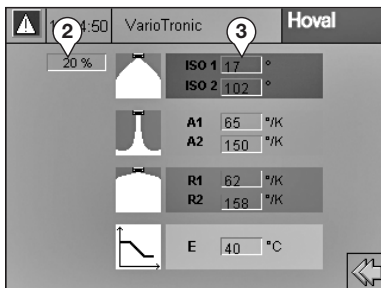 4:50 VarioTronic Hoval
2 3
20 %
ISO 1 17 °
ISO 2 102 °
A1 65 °/K
A2 150 °/K
R1 62 °/K
R2 158 °/K
E 40 °C